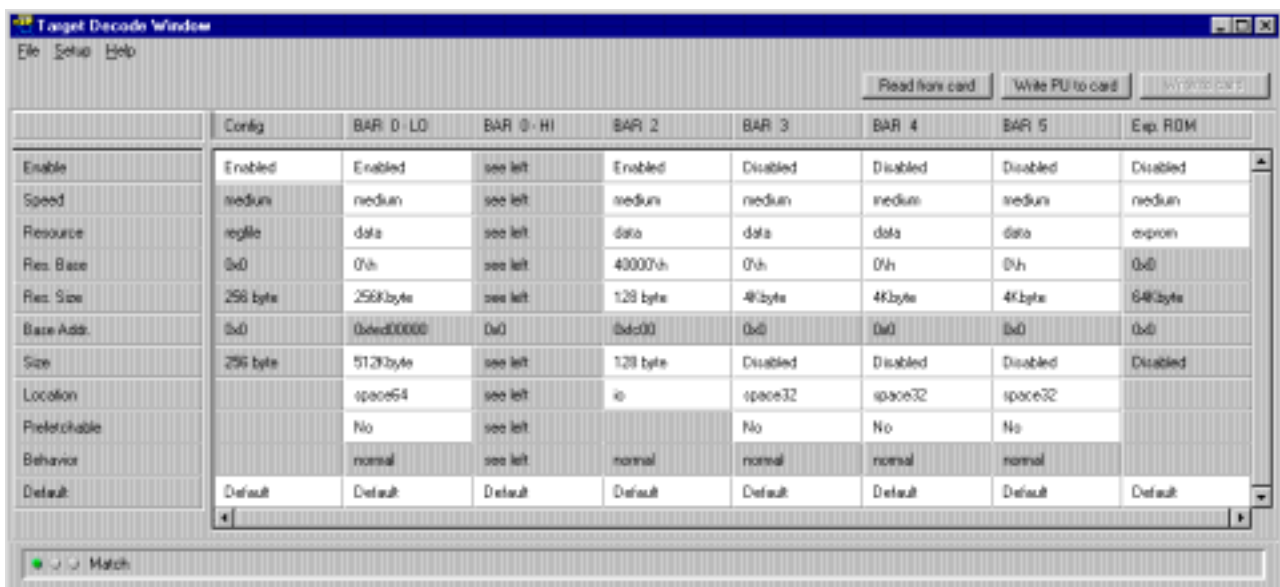 Target Decode Window
File Setup Help
Read from card Write PU to card Write to card
Config BAR 0-LO BAR 0-HI BAR 2 BAR 3 BAR 4 BAR 5 Exp. ROM
Enable Enabled Enabled see left Enabled Disabled Disabled Disabled Disabled
Speed medium medium see left medium medium medium medium medium
Resource regfile data see left data data data data exprom
Res. Base 0x0 0\h see left 40000\h 0\h 0\h 0\h 0x0
Res. Size 256 byte 256Kbyte see left 128 byte 4Kbyte 4Kbyte 4Kbyte 64Kbyte
Base Addr. 0x0 0x0 0xdc00 0x0 0x0 0x0 0x0
Size 256 byte 512Kbyte see left 128 byte Disabled Disabled Disabled Disabled
Location space64 see left io space32 space32 space32
Prefetchable No see left No No No
Behavior normal see left normal normal normal normal
Default Default Default Default Default Default Default Default Default
Match